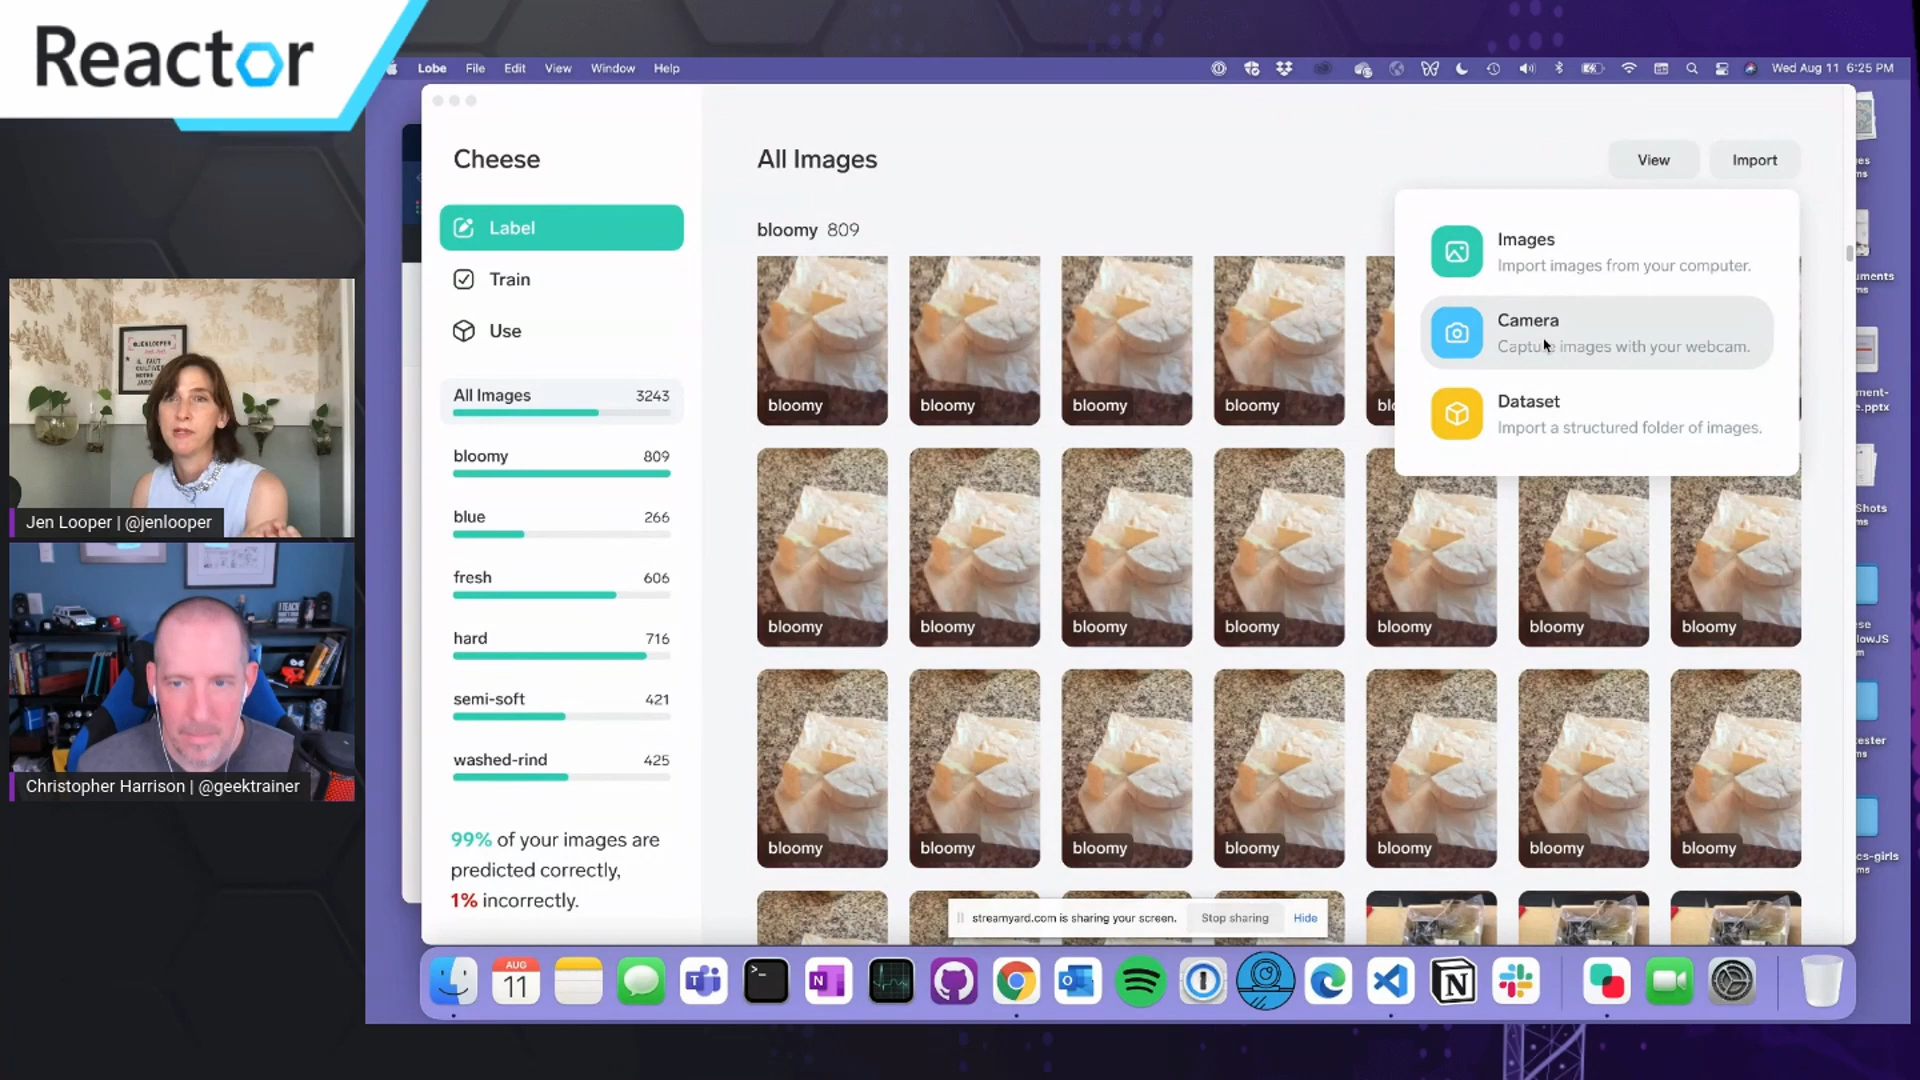 Reactor
Lobe File Edit View Window Help
Wed Aug 11 6:25 PM
Cheese
Label
Train
Use
All Images 3243
bloomy 809
blue 266
fresh 606
hard 716
semi-soft 421
washed-rind 425
99% of your images are
predicted correctly,
1% incorrectly.
All Images
View
Import
bloomy 809
Images
Import images from your computer.
Camera
Capture images with your webcam.
Dataset
Import a structured folder of images.
bloomy bloomy bloomy bloomy
bloomy bloomy bloomy bloomy bloomy bloomy bloomy
bloomy bloomy bloomy bloomy bloomy bloomy bloomy
streamyard.com is sharing your screen. Stop sharing Hide
@JENLOOPER
IL FAUT
Jen Looper | @jenlooper
I TEACH
Christopher Harrison | @geektrainer
AUG
11